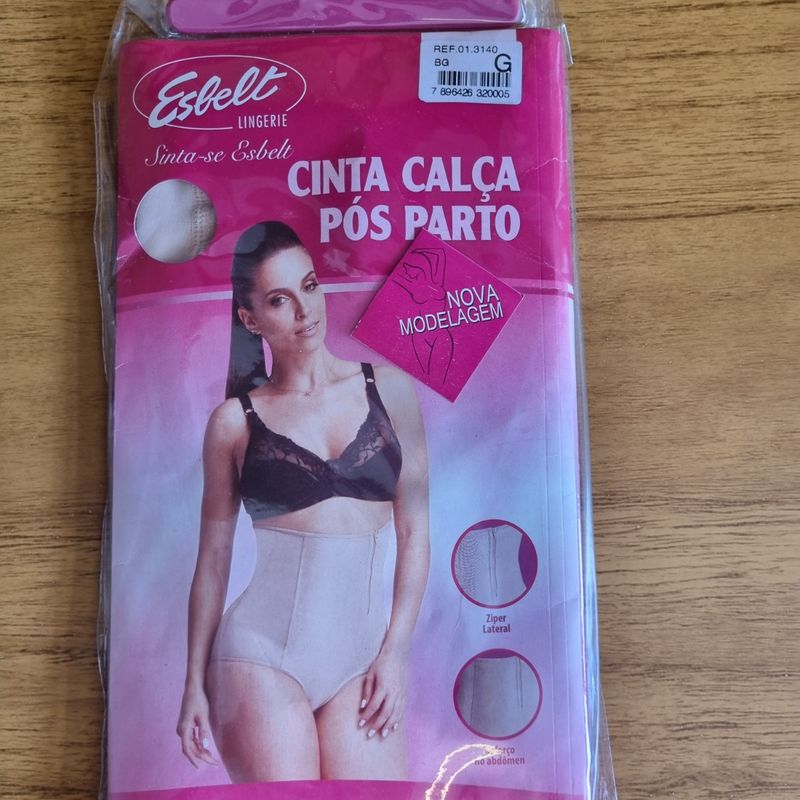 REF.01.3140
BG
G
7 896426 320005
Esbelt
LINGERIE
Sinta-se Esbelt
CINTA CALÇA
PÓS PARTO
NOVA
MODELAGEM
Ziper
Lateral
no abdômen